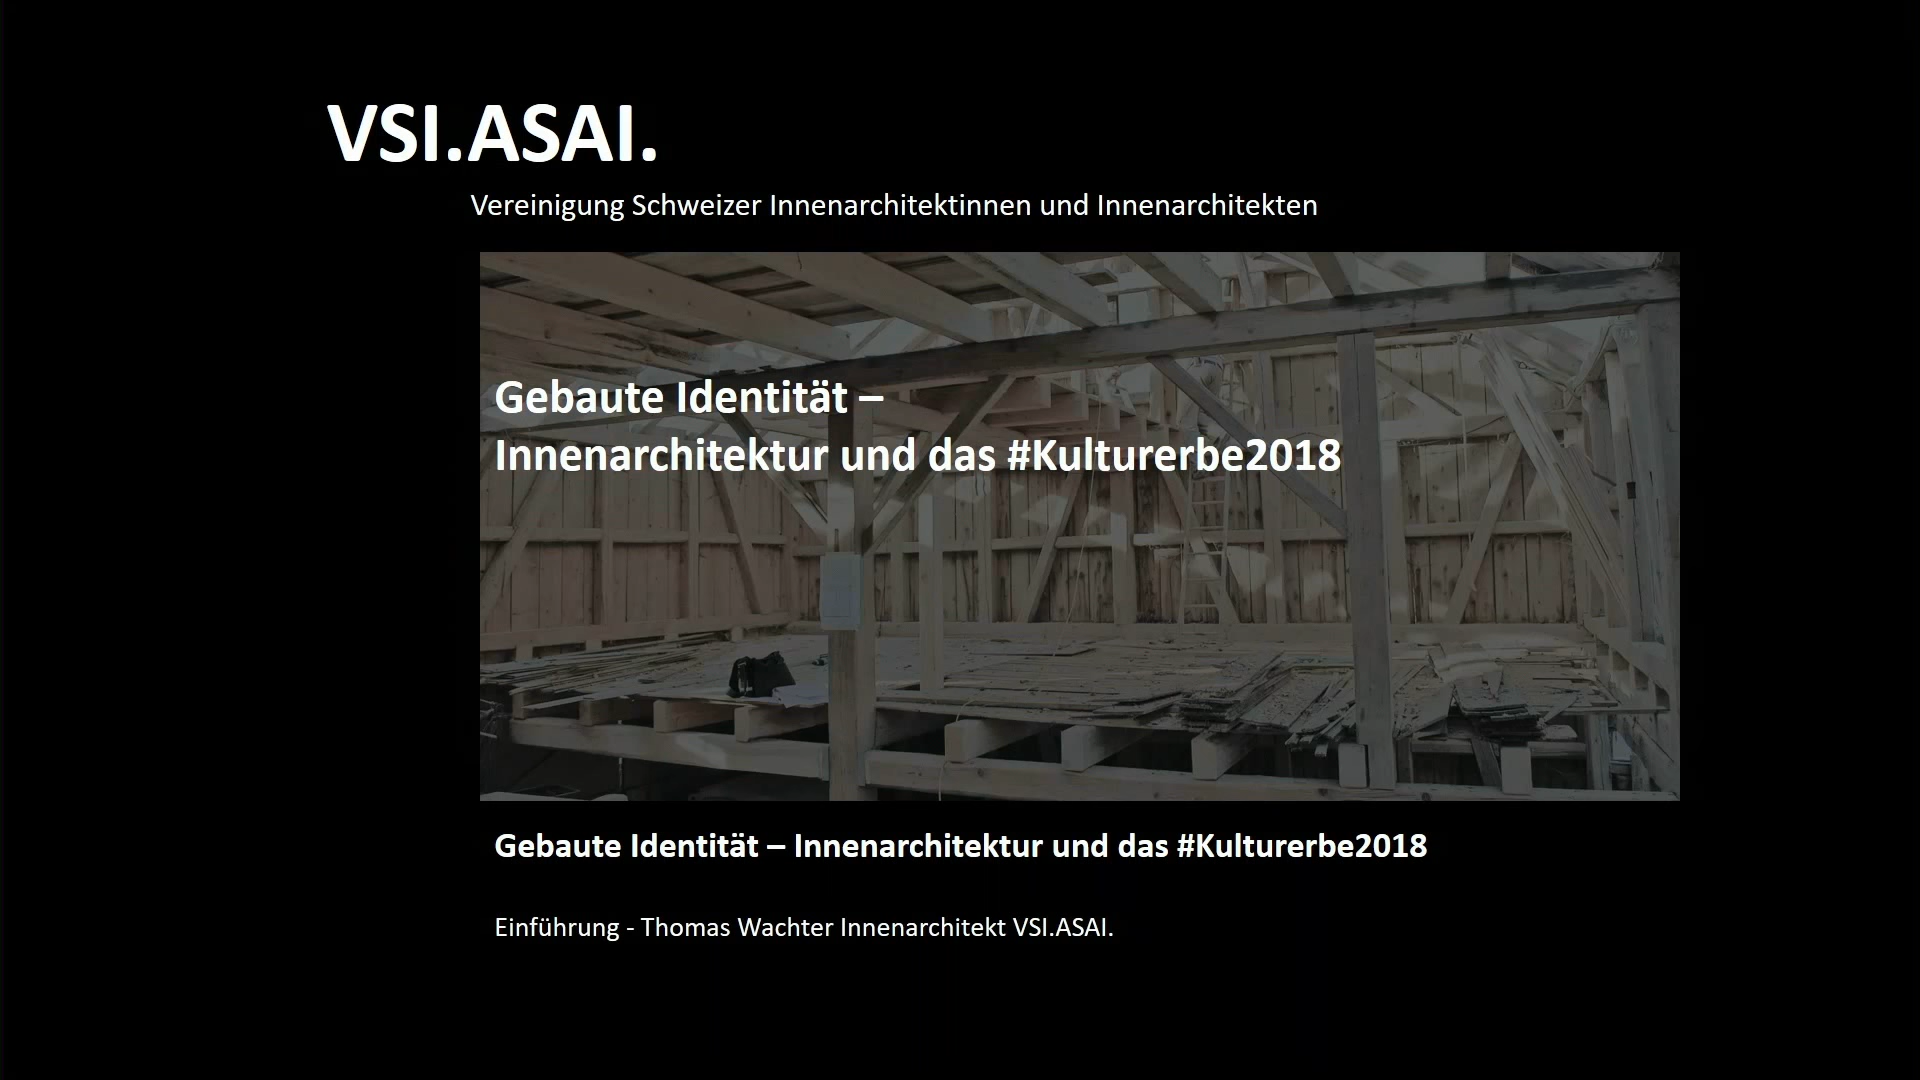 VSI.ASAI.
Vereinigung Schweizer Innenarchitektinnen und Innenarchitekten
Gebaute Identität –
Innenarchitektur und das #Kulturerbe2018
Gebaute Identität – Innenarchitektur und das #Kulturerbe2018
Einführung - Thomas Wachter Innenarchitekt VSI.ASAI.